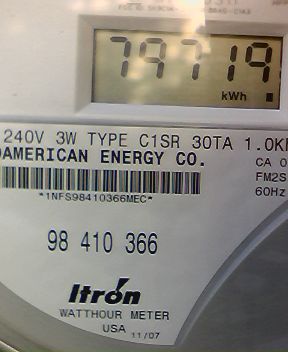 79719
kWh
240V 3W TYPE C1SR 30TA 1.0K
AMERICAN ENERGY CO.
CA 0
FM2S
60Hz
*1NFS98410366MEC*
98 410 366
Itrón
WATTHOUR METER
USA 11/07